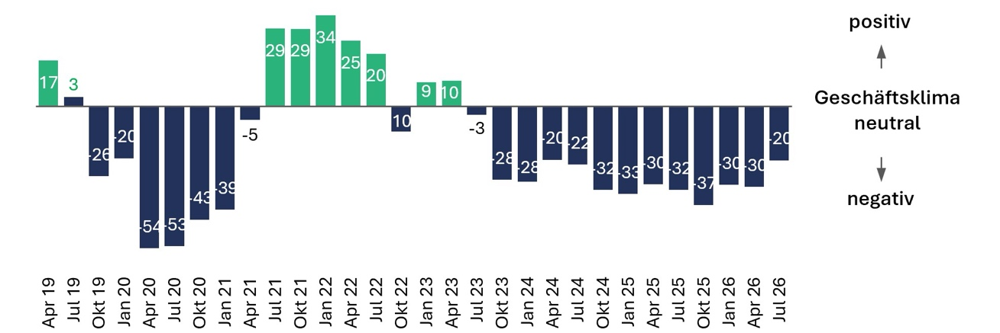 17
3
-26
-20
-54
-53
-43
-39
-5
29
29
34
25
20
10
9
10
-3
-28
-28
-20
-22
-32
-33
-30
-32
-37
-30
-30
-20
Apr 19
Jul 19
Okt 19
Jan 20
Apr 20
Jul 20
Okt 20
Jan 21
Apr 21
Jul 21
Okt 21
Jan 22
Apr 22
Jul 22
Okt 22
Jan 23
Apr 23
Jul 23
Okt 23
Jan 24
Apr 24
Jul 24
Okt 24
Jan 25
Apr 25
Jul 25
Okt 25
Jan 26
Apr 26
Jul 26
positiv
Geschäftsklima
neutral
negativ